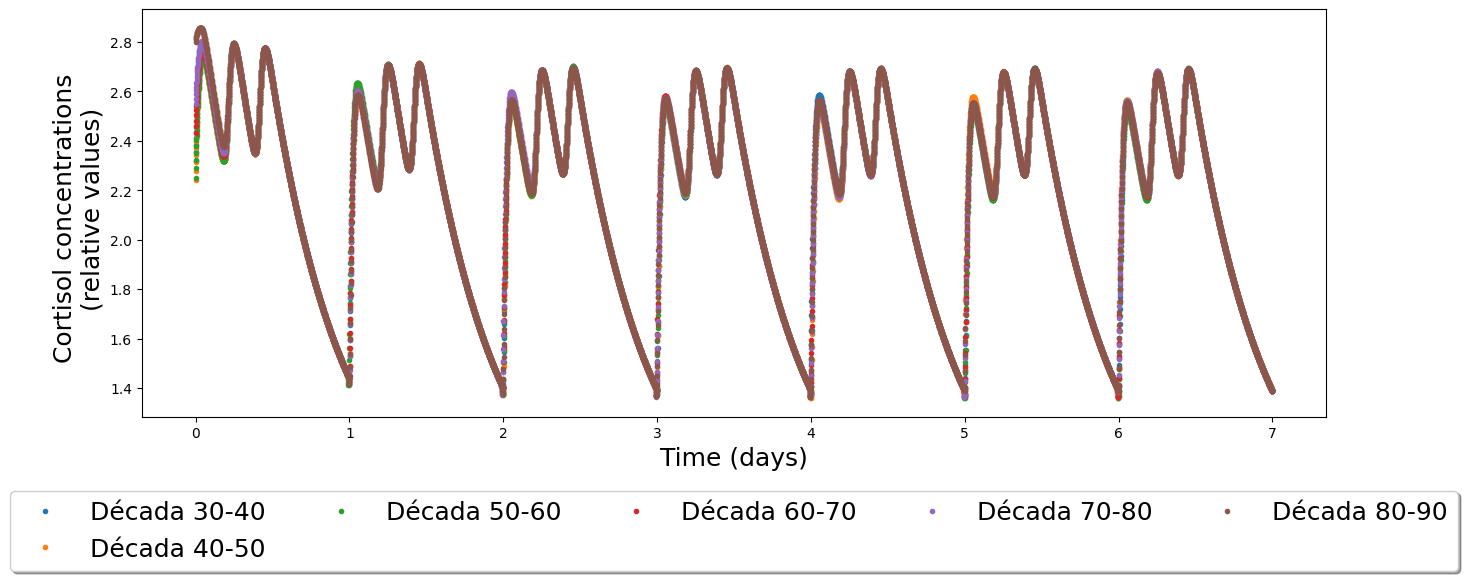 2.8
2.6
2.4
2.2
2.0
1.8
1.6
1.4
Cortisol concentrations
(relative values)
0 1 2 3 4 5 6 7
Time (days)
Década 30-40 Década 50-60 Década 60-70 Década 70-80 Década 80-90
Década 40-50